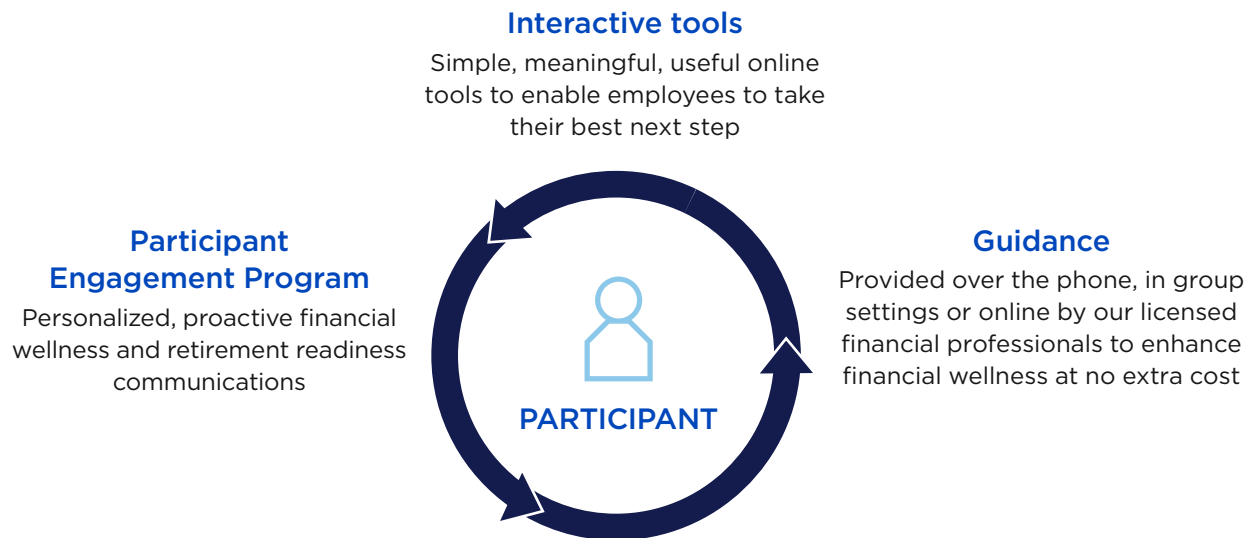 Interactive tools
Simple, meaningful, useful online
tools to enable employees to take
their best next step
Participant
Engagement Program
Personalized, proactive financial
wellness and retirement readiness
communications
Guidance
Provided over the phone, in group
settings or online by our licensed
financial professionals to enhance
financial wellness at no extra cost
PARTICIPANT